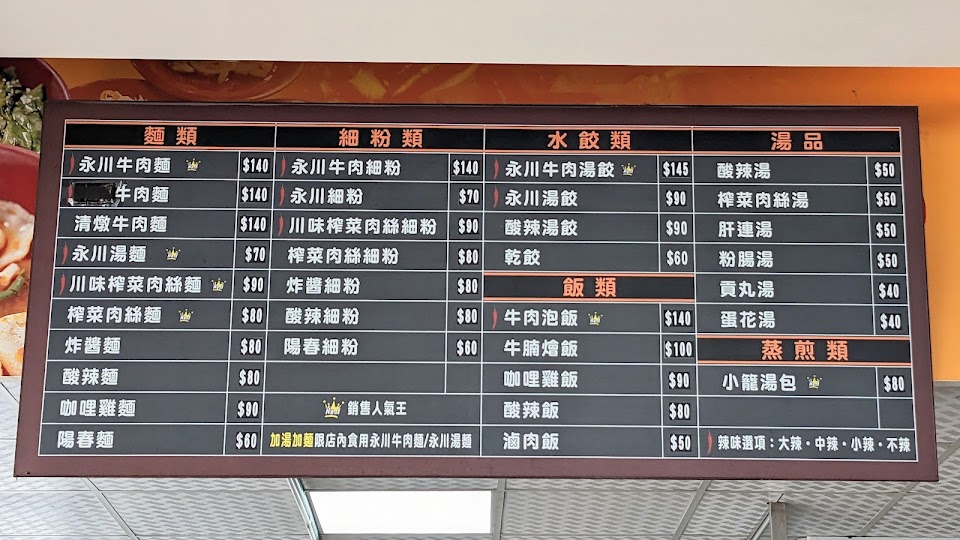 麵類
永川牛肉麵 $140
牛肉麵 $140
清燉牛肉麵 $140
永川湯麵 $70
川味榨菜肉絲麵 $90
榨菜肉絲麵 $80
炸醬麵 $80
酸辣麵 $80
咖哩雞麵 $90
陽春麵 $60
細粉類
永川牛肉細粉 $140
永川細粉 $70
川味榨菜肉絲細粉 $90
榨菜肉絲細粉 $80
炸醬細粉 $80
酸辣細粉 $80
陽春細粉 $60
銷售人氣王
加湯加麵限店內食用永川牛肉麵/永川湯麵
水餃類
永川牛肉湯餃 $145
永川湯餃 $90
酸辣湯餃 $90
乾餃 $60
飯類
牛肉泡飯 $140
牛腩燴飯 $100
咖哩雞飯 $90
酸辣飯 $80
滷肉飯 $50
湯品
酸辣湯 $50
榨菜肉絲湯 $50
肝連湯 $50
粉腸湯 $50
貢丸湯 $40
蛋花湯 $40
蒸煎類
小籠湯包 $80
辣味選項：大辣・中辣・小辣・不辣